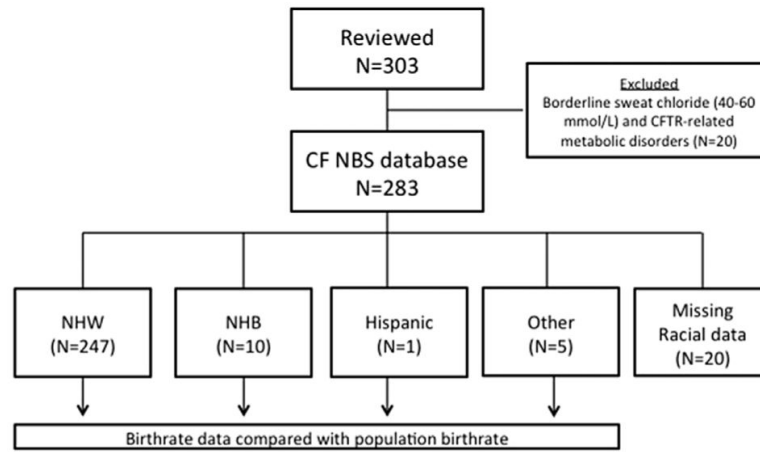 Reviewed
N=303
Excluded
Borderline sweat chloride (40-60
mmol/L) and CFTR-related
metabolic disorders (N=20)
CF NBS database
N=283
NHW
(N=247)
NHB
(N=10)
Hispanic
(N=1)
Other
(N=5)
Missing
Racial data
(N=20)
Birthrate data compared with population birthrate